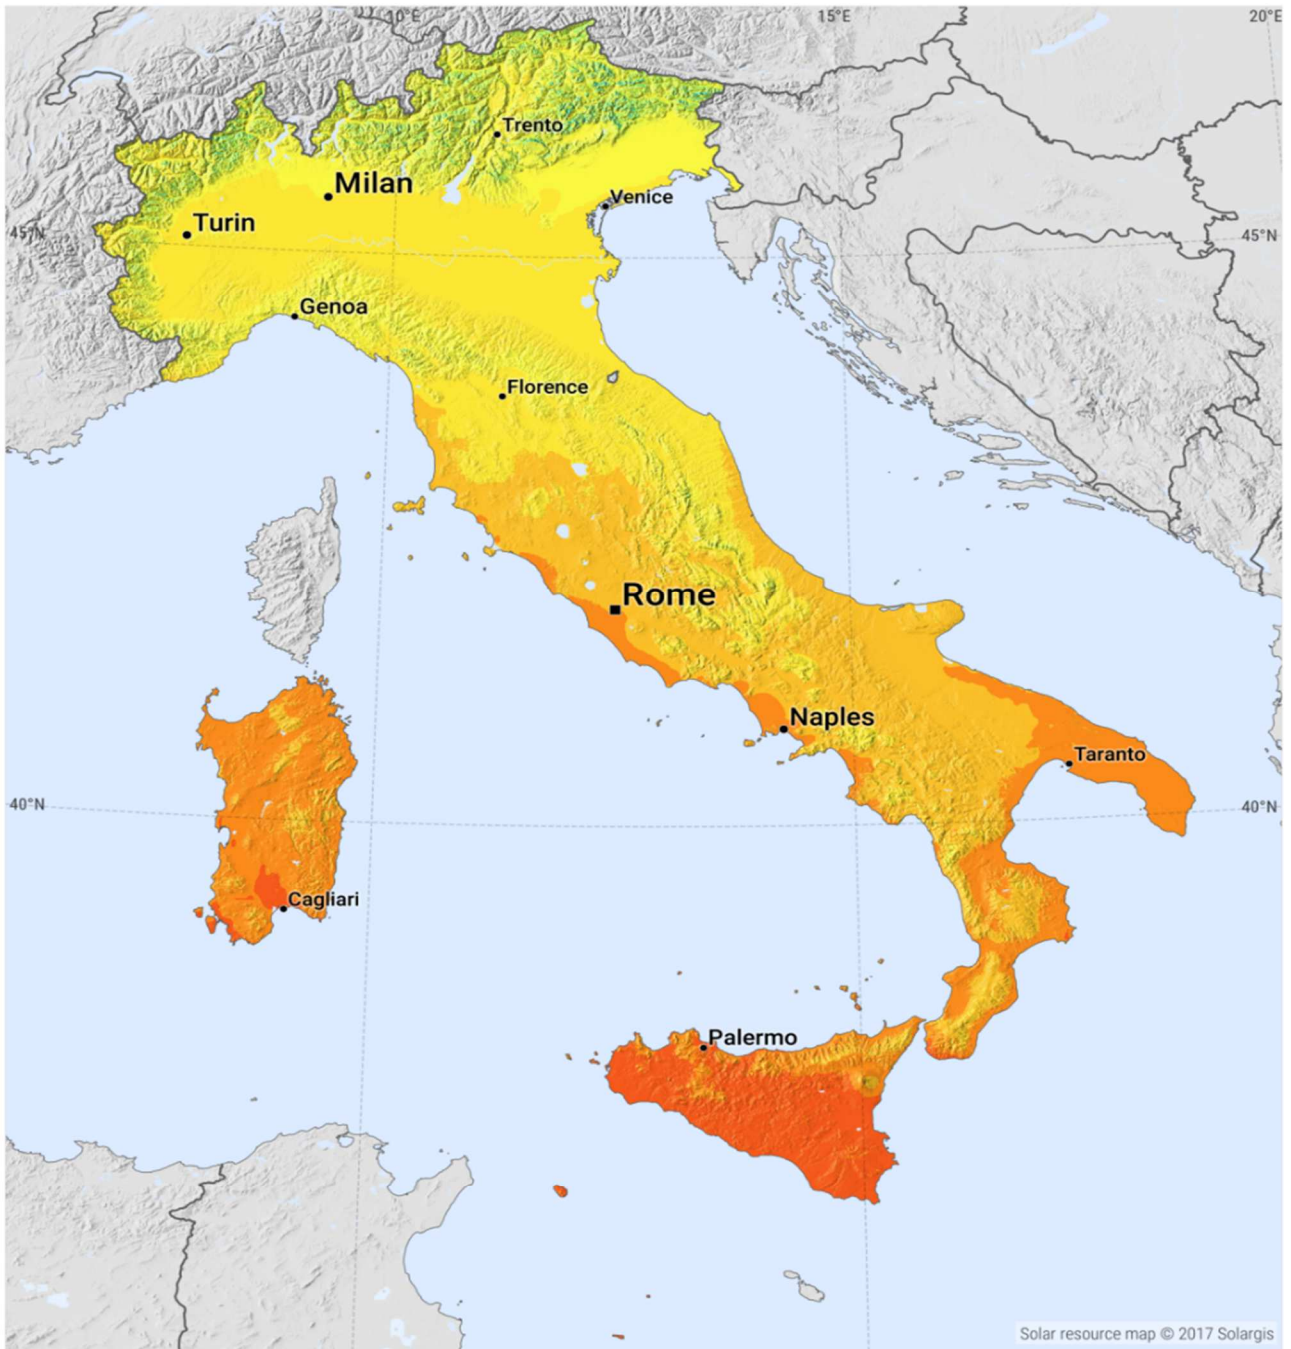 10°E
15°E
20°E
Trento
Milan
Venice
Turin
45°N
45°N
Genoa
Florence
Rome
Naples
Taranto
40°N
40°N
Cagliari
Palermo
Solar resource map © 2017 Solargis